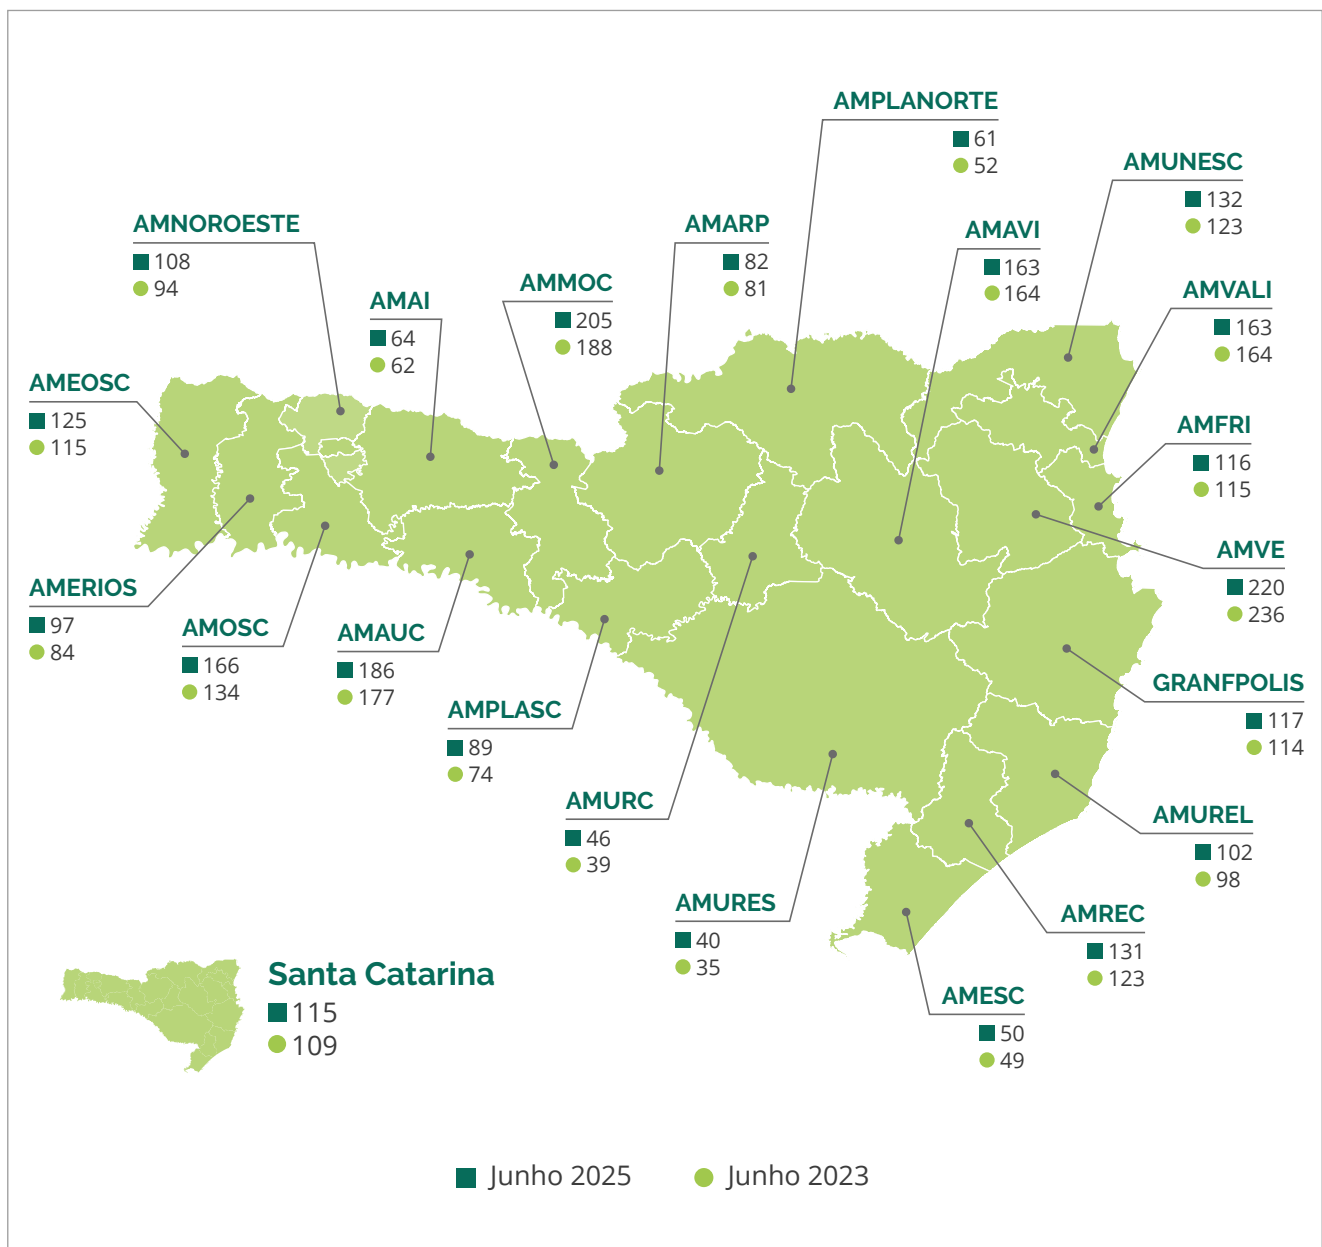 AMPLANORTE
61
52
AMUNESC
132
123
AMNOROESTE
108
94
AMARP
82
81
AMAVI
163
164
AMMOC
205
188
AMAI
64
62
AMVALI
163
164
AMEOSC
125
115
AMFRI
116
115
AMVE
220
236
AMERIOS
97
84
AMOSC
166
134
AMAUC
186
177
GRANFPOLIS
117
114
AMPLASC
89
74
AMURC
46
39
AMUREL
102
98
AMURES
40
35
AMREC
131
123
Santa Catarina
115
109
AMESC
50
49
Junho 2025
Junho 2023